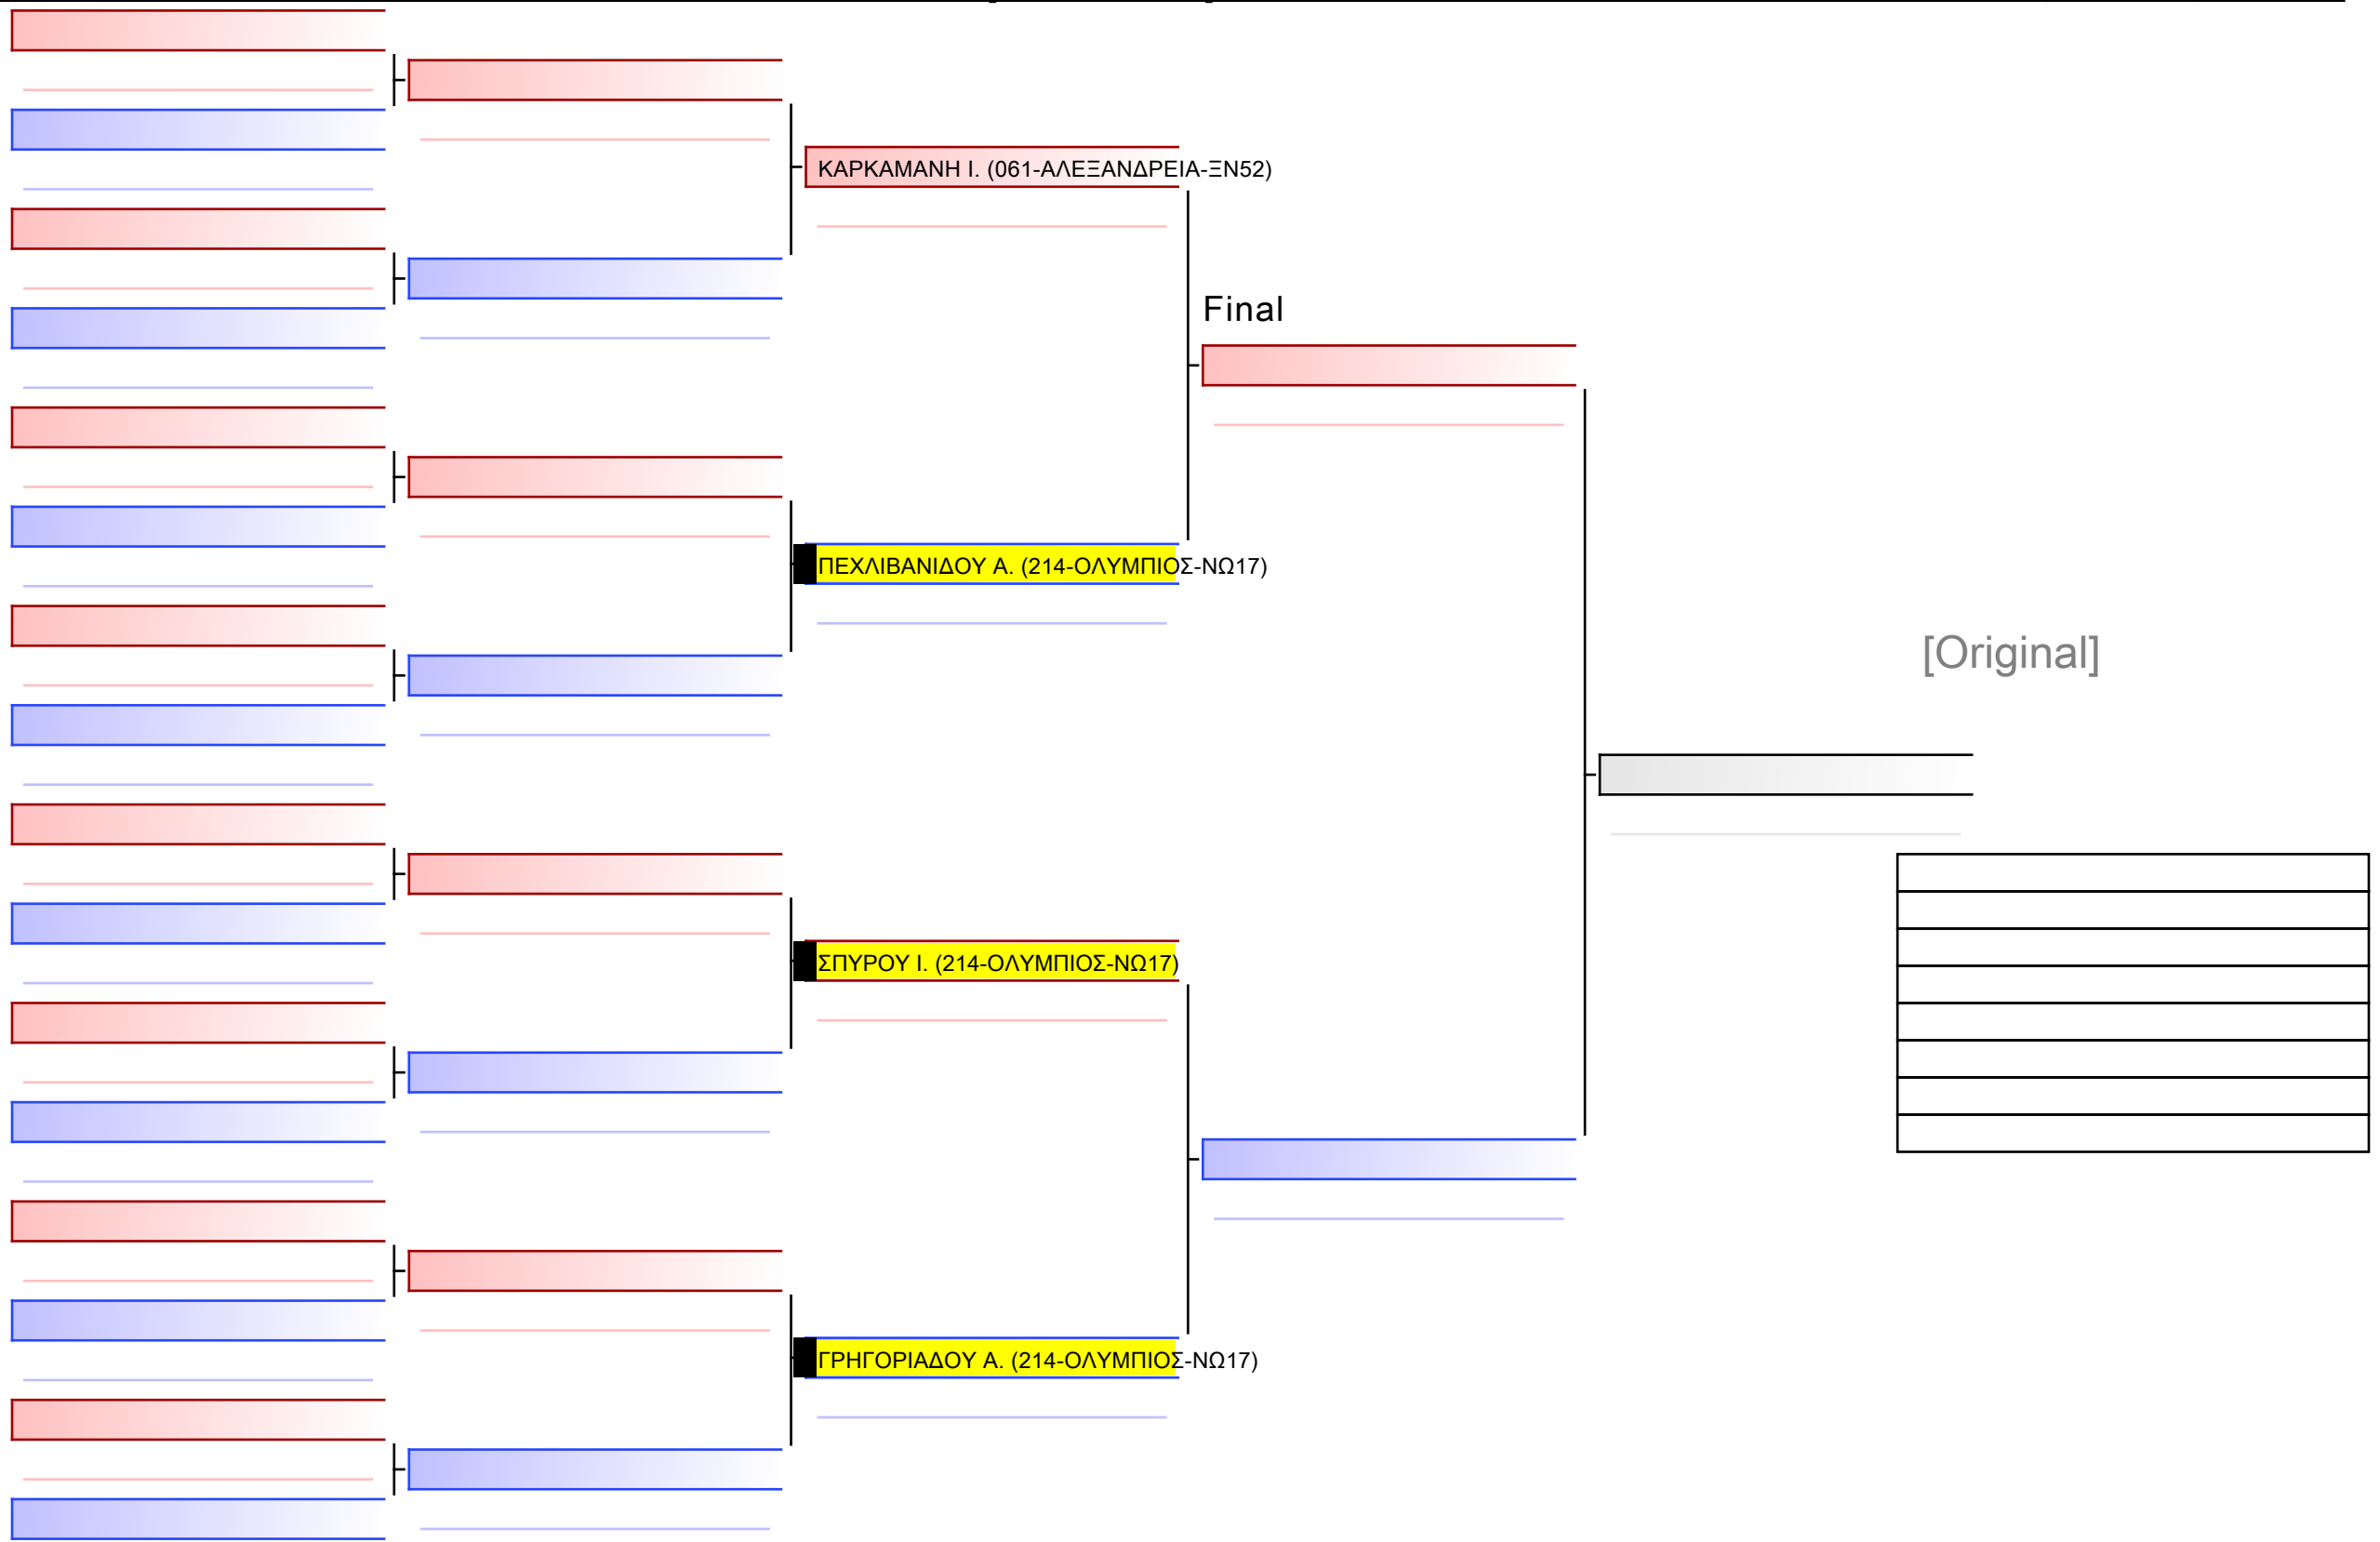 ΚΑΡΚΑΜΑΝΗ Ι. (061-ΑΛΕΞΑΝΔΡΕΙΑ-ΞΝ52)
Final
ΠΕΧΛΙΒΑΝΙΔΟΥ Α. (214-ΟΛΥΜΠΙΟΣ-ΝΩ17)
[Original]
ΣΠΥΡΟΥ Ι. (214-ΟΛΥΜΠΙΟΣ-ΝΩ17)
ΓΡΗΓΟΡΙΑΔΟΥ Α. (214-ΟΛΥΜΠΙΟΣ-ΝΩ17)